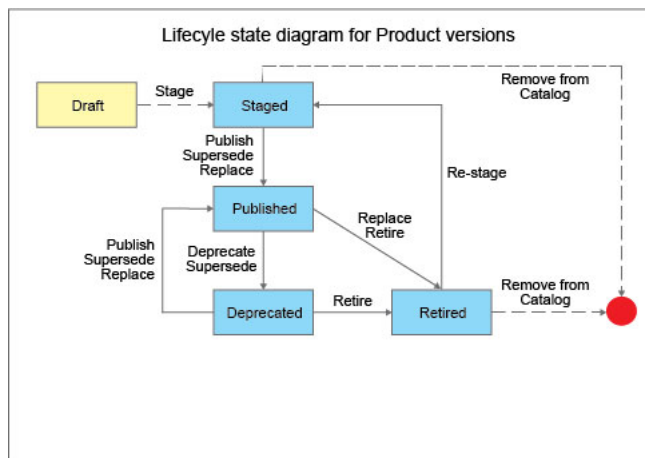 Lifecyle state diagram for Product versions
Draft
Stage
Staged
Remove from
Catalog
Publish
Supersede
Replace
Re-stage
Published
Replace
Retire
Publish
Supersede
Replace
Deprecate
Supersede
Deprecated
Retire
Retired
Remove from
Catalog